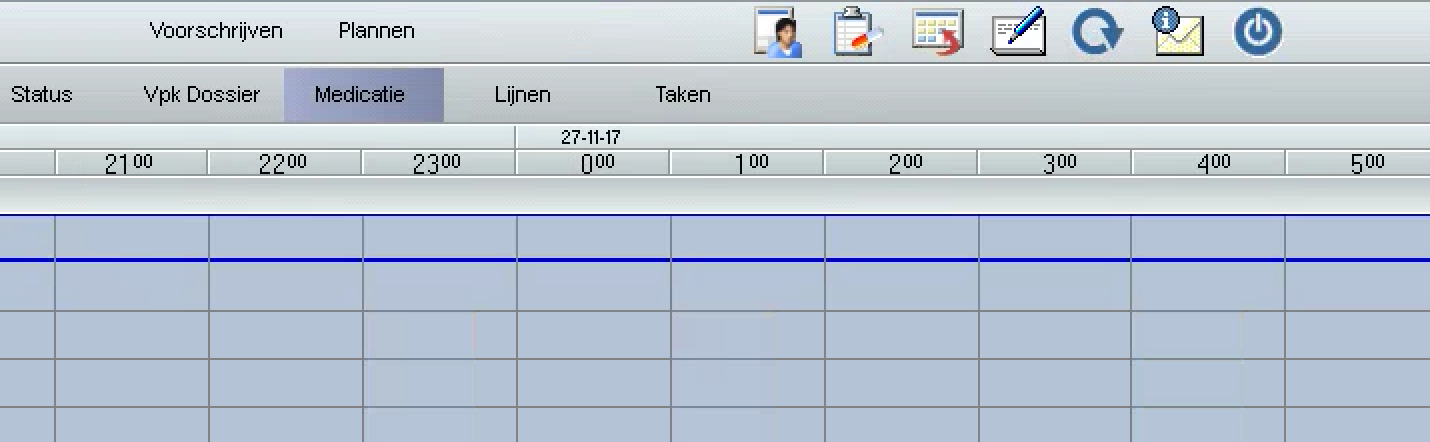 Voorschrijven Plannen
Status Vpk Dossier Medicatie Lijnen Taken
27-11-17
21⁰⁰ 22⁰⁰ 23⁰⁰ 0⁰⁰ 1⁰⁰ 2⁰⁰ 3⁰⁰ 4⁰⁰ 5⁰⁰